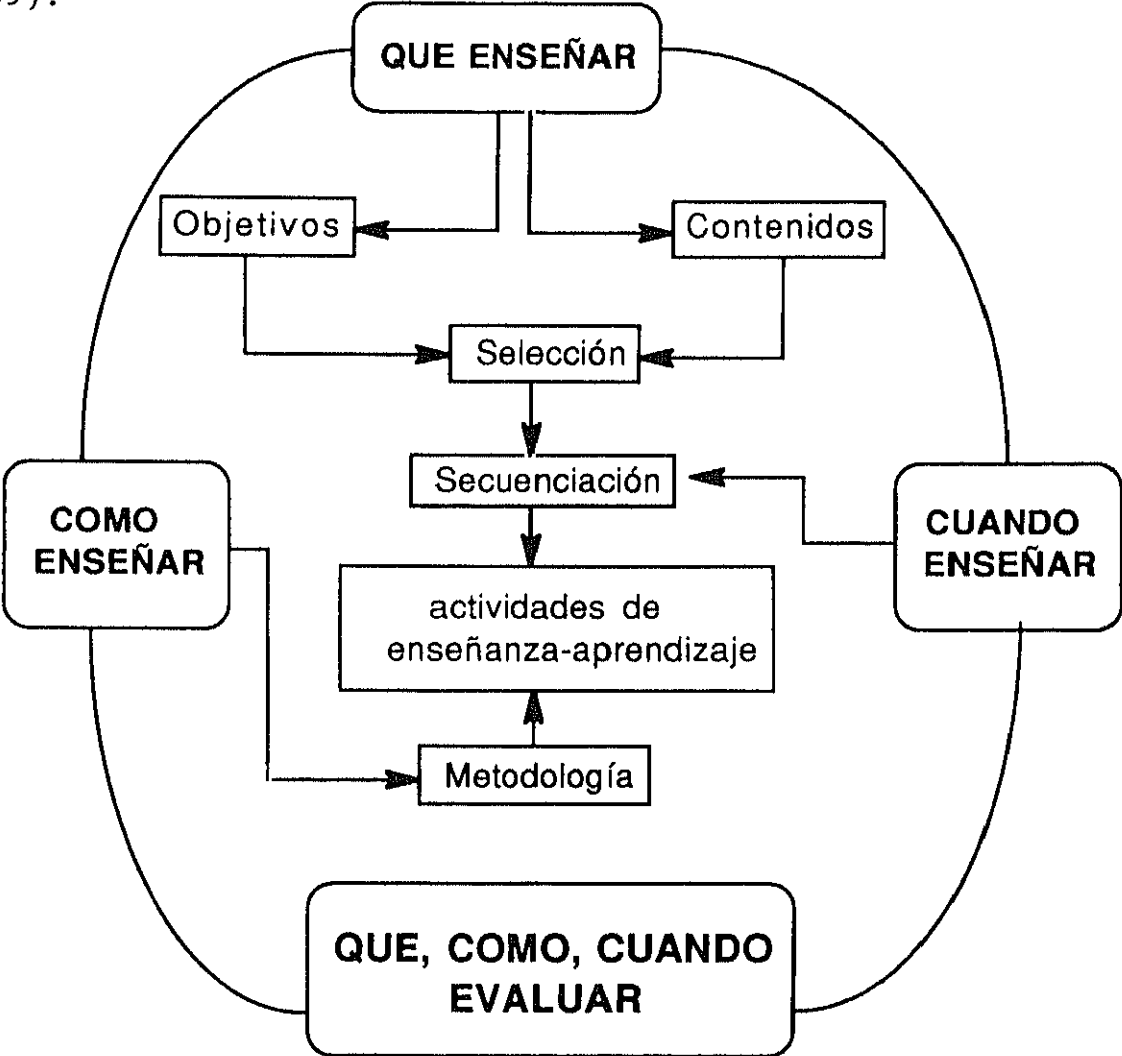 QUE ENSEÑAR
Objetivos
Contenidos
Selección
Secuenciación
COMO
ENSEÑAR
CUANDO
ENSEÑAR
actividades de
enseñanza-aprendizaje
Metodología
QUE, COMO, CUANDO
EVALUAR